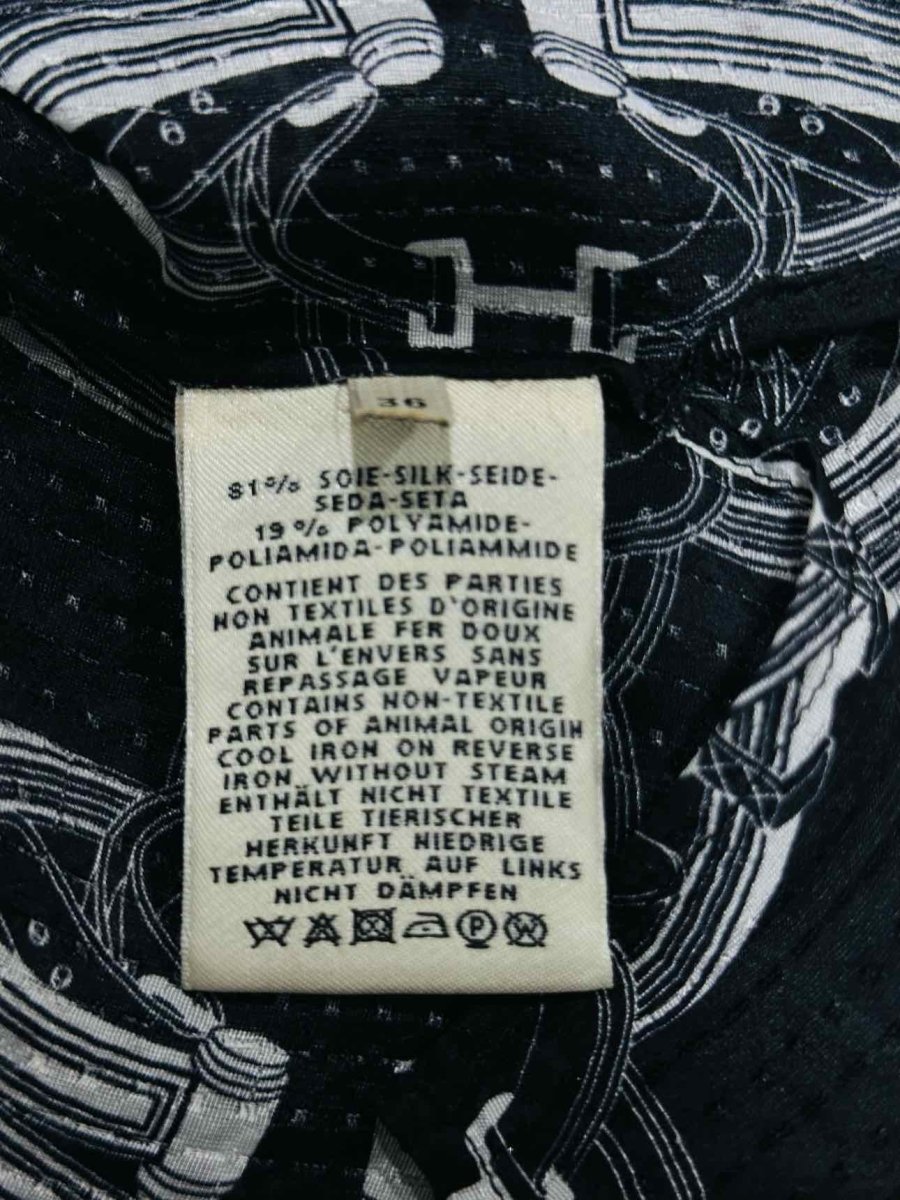 36
81% SOIE-SILK-SEIDE-
SEDA-SETA
19% POLYAMIDE-
POLIAMIDA-POLIAMMIDE
CONTIENT DES PARTIES
NON TEXTILES D'ORIGINE
ANIMALE FER DOUX
SUR L'ENVERS SANS
REPASSAGE VAPEUR
CONTAINS NON-TEXTILE
PARTS OF ANIMAL ORIGIN
COOL IRON ON REVERSE
IRON WITHOUT STEAM
ENTHÄLT NICHT TEXTILE
TEILE TIERISCHER
HERKUNFT NIEDRIGE
TEMPERATUR AUF LINKS
NICHT DÄMPFEN
P W